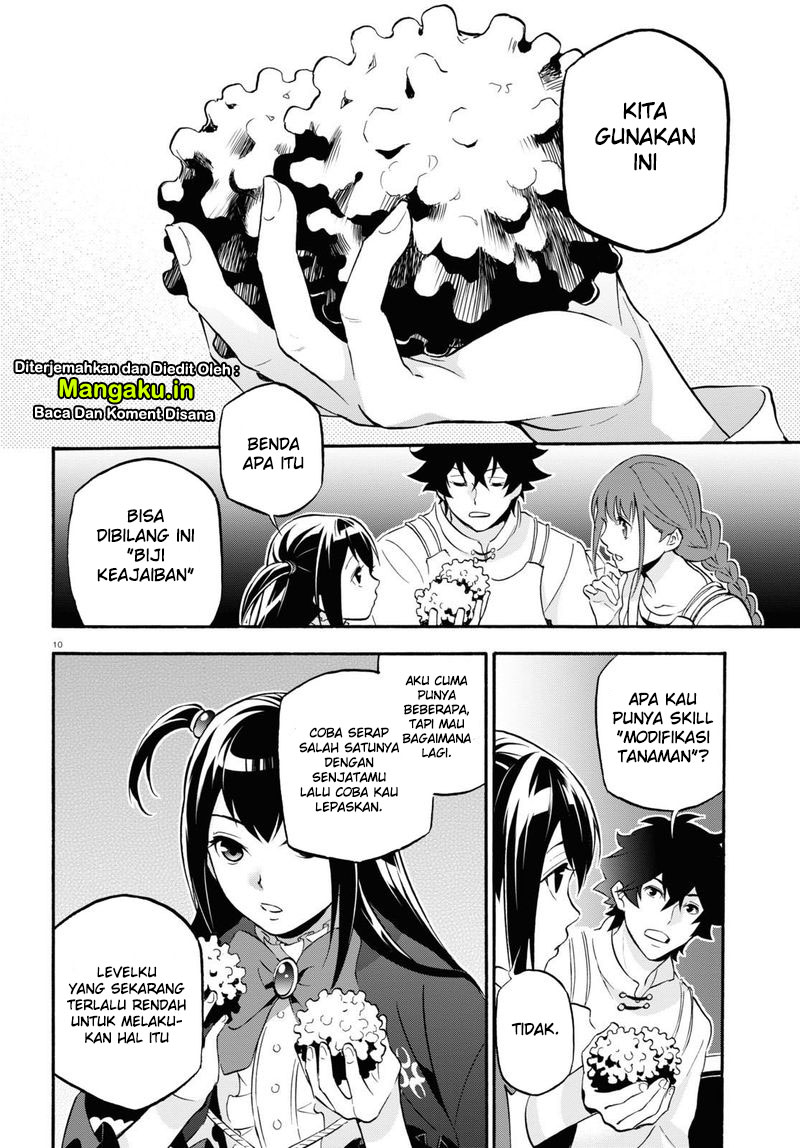 KITA
GUNAKAN
INI
Diterjemahkan dan Diedit Oleh :
Mangaku.in
Baca Dan Koment Disana
BENDA
APA ITU
BISA
DIBILANG INI
"BIJI
KEAJAIBAN"
10
APA KAU
PUNYA SKILL
"MODIFIKASI
TANAMAN"?
TIDAK.
AKU CUMA
PUNYA
BEBERAPA,
TAPI MAU
BAGAIMANA
LAGI.
COBA SERAP
SALAH SATUNYA
DENGAN
SENJATAMU
LALU COBA KAU
LEPASKAN.
LEVELKU
YANG SEKARANG
TERLALU RENDAH
UNTUK MELAKU-
KAN HAL ITU